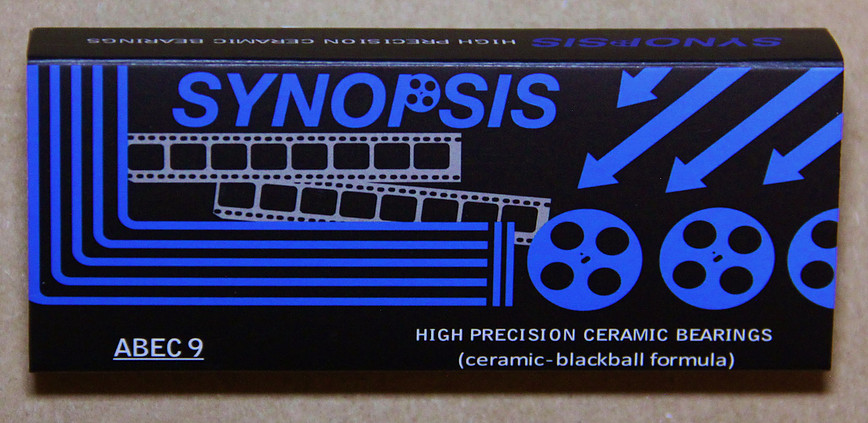 HIGH PRECISION CERAMIC BEARINGS SYNOPSIS
SYNOPSIS
ABEC 9
HIGH PRECISION CERAMIC BEARINGS
(ceramic-blackball formula)